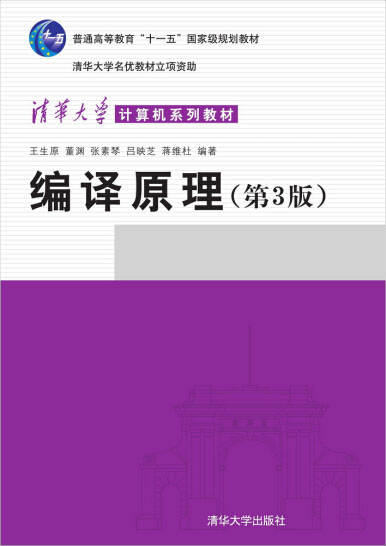 十一五
普通高等教育“十一五”国家级规划教材
清华大学名优教材立项资助
清华大学 计算机系列教材
王生原 董渊 张素琴 吕映芝 蒋维杜 编著
编译原理(第3版)
清华大学出版社